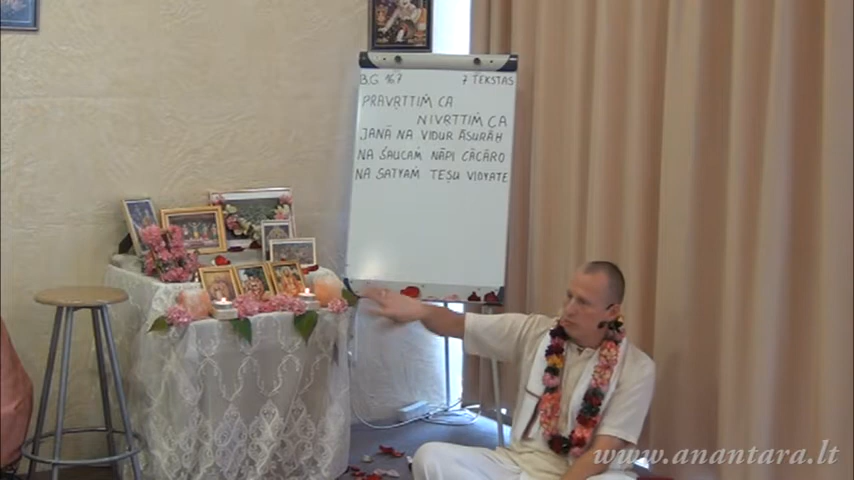 B.G 16.7 7 TEKSTAS
PRAVṚTTIṀ CA
NIVṚTTIṀ CA
JANĀ NA VIDUR ĀSURĀḤ
NA ŚAUCAṀ NĀPI CĀCĀRO
NA SATYAṀ TEṢU VIDYATE
www.anantara.lt